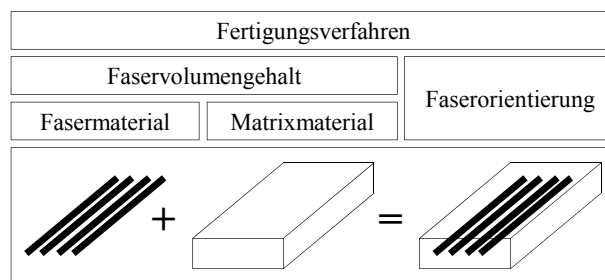 Fertigungsverfahren
Faservolumengehalt
Faserorientierung
Fasermaterial
Matrixmaterial
+
=